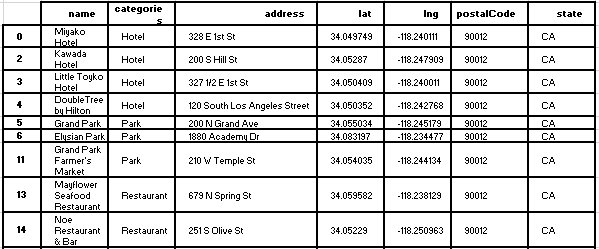 name categorie address lat lng postalCode state
s
0 Miyako Hotel 328 E 1st St 34.049749 -118.240111 90012 CA
Hotel
2 Kawada Hotel 200 S Hill St 34.05287 -118.247909 90012 CA
Hotel
3 Little Toyko Hotel 327 1/2 E 1st St 34.050409 -118.240011 90012 CA
Hotel
4 DoubleTree Hotel 120 South Los Angeles Street 34.050352 -118.242768 90012 CA
by Hilton
5 Grand Park Park 200 N Grand Ave 34.055034 -118.245179 90012 CA
6 Elysian Park Park 1880 Academy Dr 34.083197 -118.234477 90012 CA
11 Grand Park Park 210 W Temple St 34.054035 -118.244134 90012 CA
Farmer's
Market
13 Mayflower Restaurant 679 N Spring St 34.059582 -118.238129 90012 CA
Seafood
Restaurant
14 Noe Restaurant 251 S Olive St 34.05229 -118.250963 90012 CA
Restaurant
& Bar